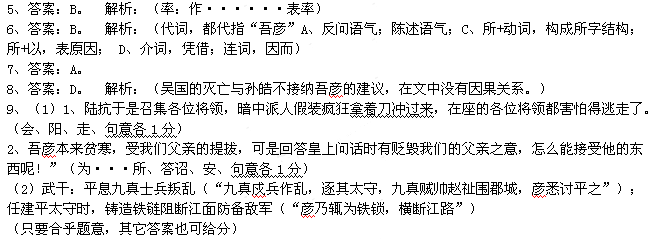 5、答案：B。 解析：（率：作······表率）
6、答案：B。 解析：（代词，都代指“吾彦”A、反问语气；陈述语气；C、所+动词，构成所字结构；
所+以，表原因； D、介词，凭借；连词，因而）
7、答案：A。
8、答案：D。 解析：（吴国的灭亡与孙皓不接纳吾彦的建议，在文中没有因果关系。）
9、（1）1、陆抗于是召集各位将领，暗中派人假装疯狂拿着刀冲过来，在座的各位将领都害怕得逃走了。
（会、阳、走、句意各1分）
2、吾彦本来贫寒，受我们父亲的提拔，可是回答皇上问话时有贬毁我们的父亲之意，怎么能接受他的东
西呢！”（为···所、答诏、安、句意各1分）
（2）武干：平息九真士兵叛乱（“九真戍兵作乱，逐其太守，九真贼帅赵祉围郡城，彦悉讨平之”）；
任建平太守时，铸造铁链阻断江面防备敌军（“彦乃辄为铁锁，横断江路”）
（只要合乎题意，其它答案也可给分）